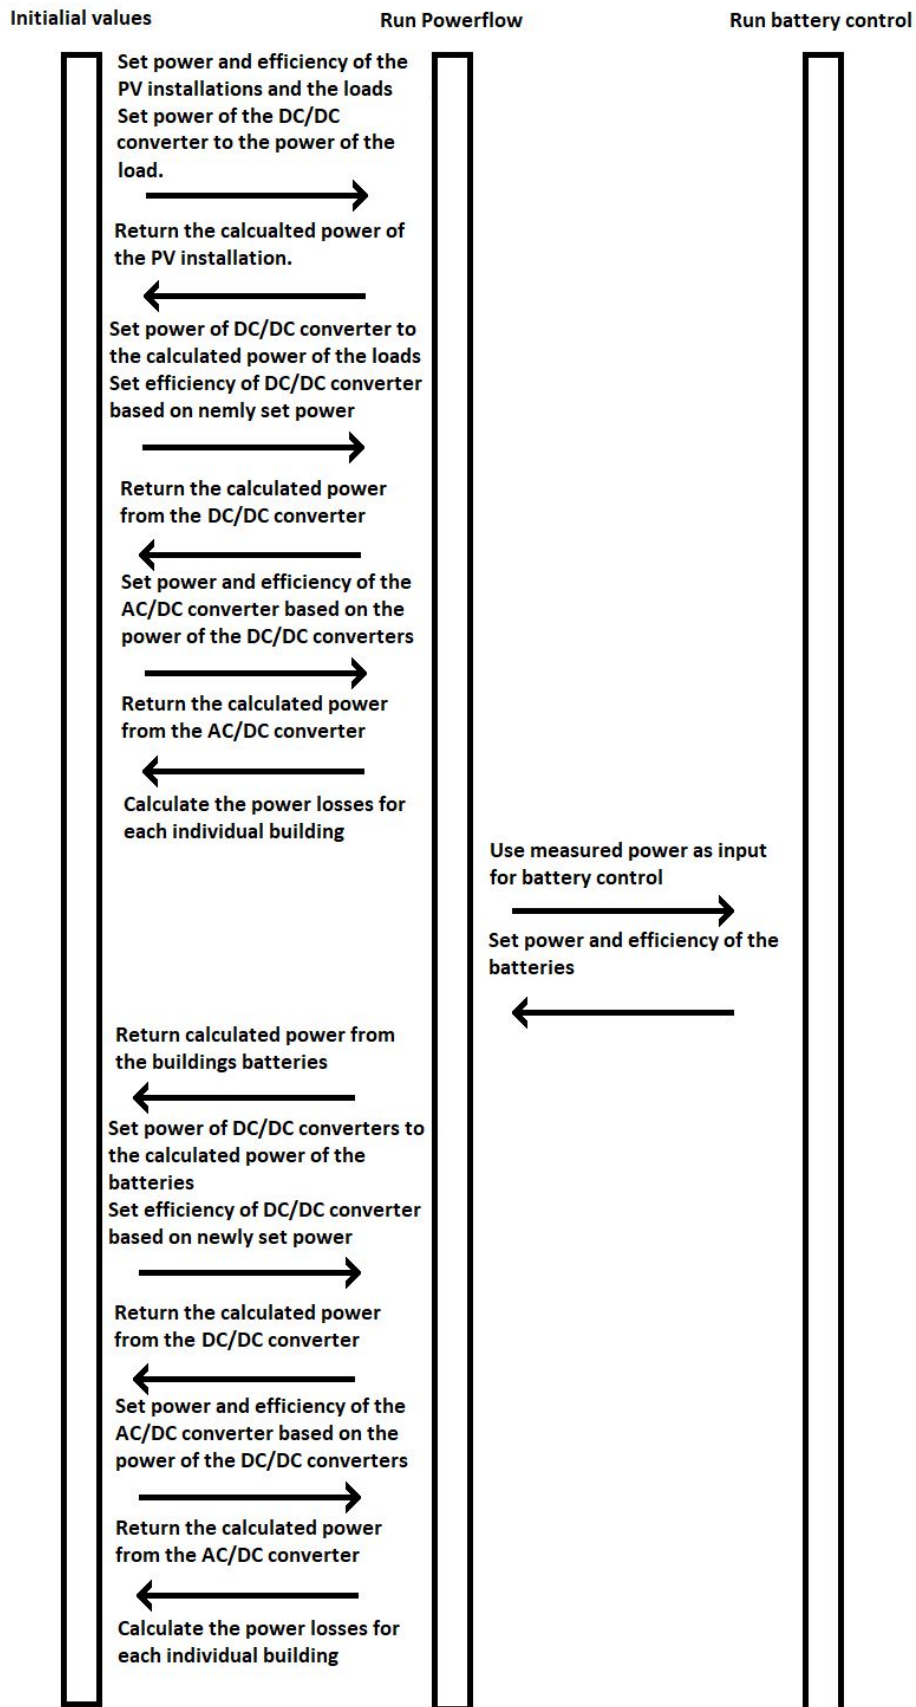 Initialial values
Run Powerflow
Run battery control
Set power and efficiency of the
PV installations and the loads
Set power of the DC/DC
converter to the power of the
load.
Return the calcualted power of
the PV installation.
Set power of DC/DC converter to
the calculated power of the loads
Set efficiency of DC/DC converter
based on nemly set power
Return the calculated power
from the DC/DC converter
Set power and efficiency of the
AC/DC converter based on the
power of the DC/DC converters
Return the calculated power
from the AC/DC converter
Calculate the power losses for
each individual building
Use measured power as input
for battery control
Set power and efficiency of the
batteries
Return calculated power from
the buildings batteries
Set power of DC/DC converters to
the calculated power of the
batteries
Set efficiency of DC/DC converter
based on newly set power
Return the calculated power
from the DC/DC converter
Set power and efficiency of the
AC/DC converter based on the
power of the DC/DC converters
Return the calculated power
from the AC/DC converter
Calculate the power losses for
each individual building